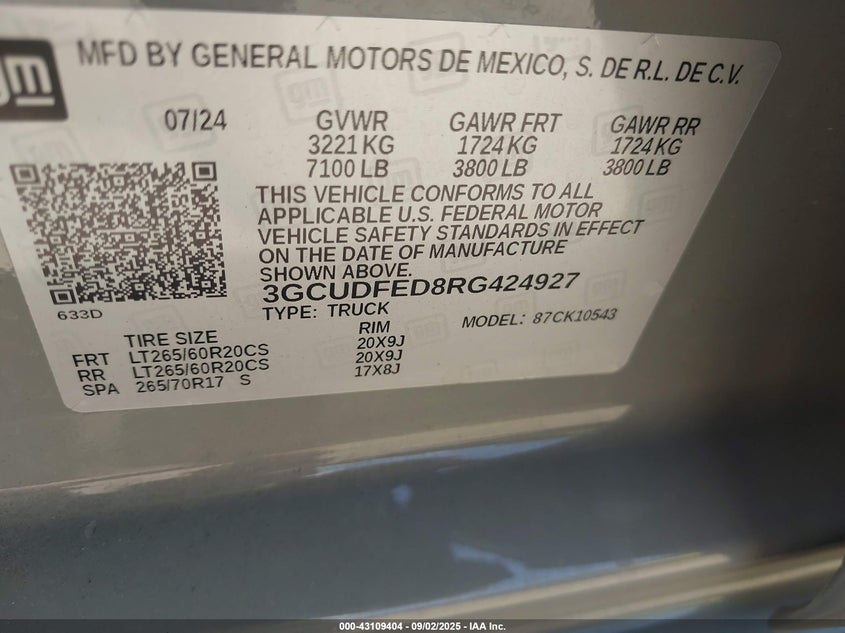 gm
MFD BY GENERAL MOTORS DE MEXICO, S. DE R.L. DE C.V.
07/24 GVWR GAWR FRT GAWR RR
3221 KG 1724 KG 1724 KG
7100 LB 3800 LB 3800 LB
THIS VEHICLE CONFORMS TO ALL
APPLICABLE U.S. FEDERAL MOTOR
VEHICLE SAFETY STANDARDS IN EFFECT
ON THE DATE OF MANUFACTURE
SHOWN ABOVE.
3GCUDFED8RG424927
633D
TYPE: TRUCK MODEL: 87CK10543
TIRE SIZE RIM
FRT LT265/60R20CS 20X9J
RR LT265/60R20CS 20X9J
SPA 265/70R17 S 17X8J
000-43109404 - 09/02/2025 - IAA Inc.